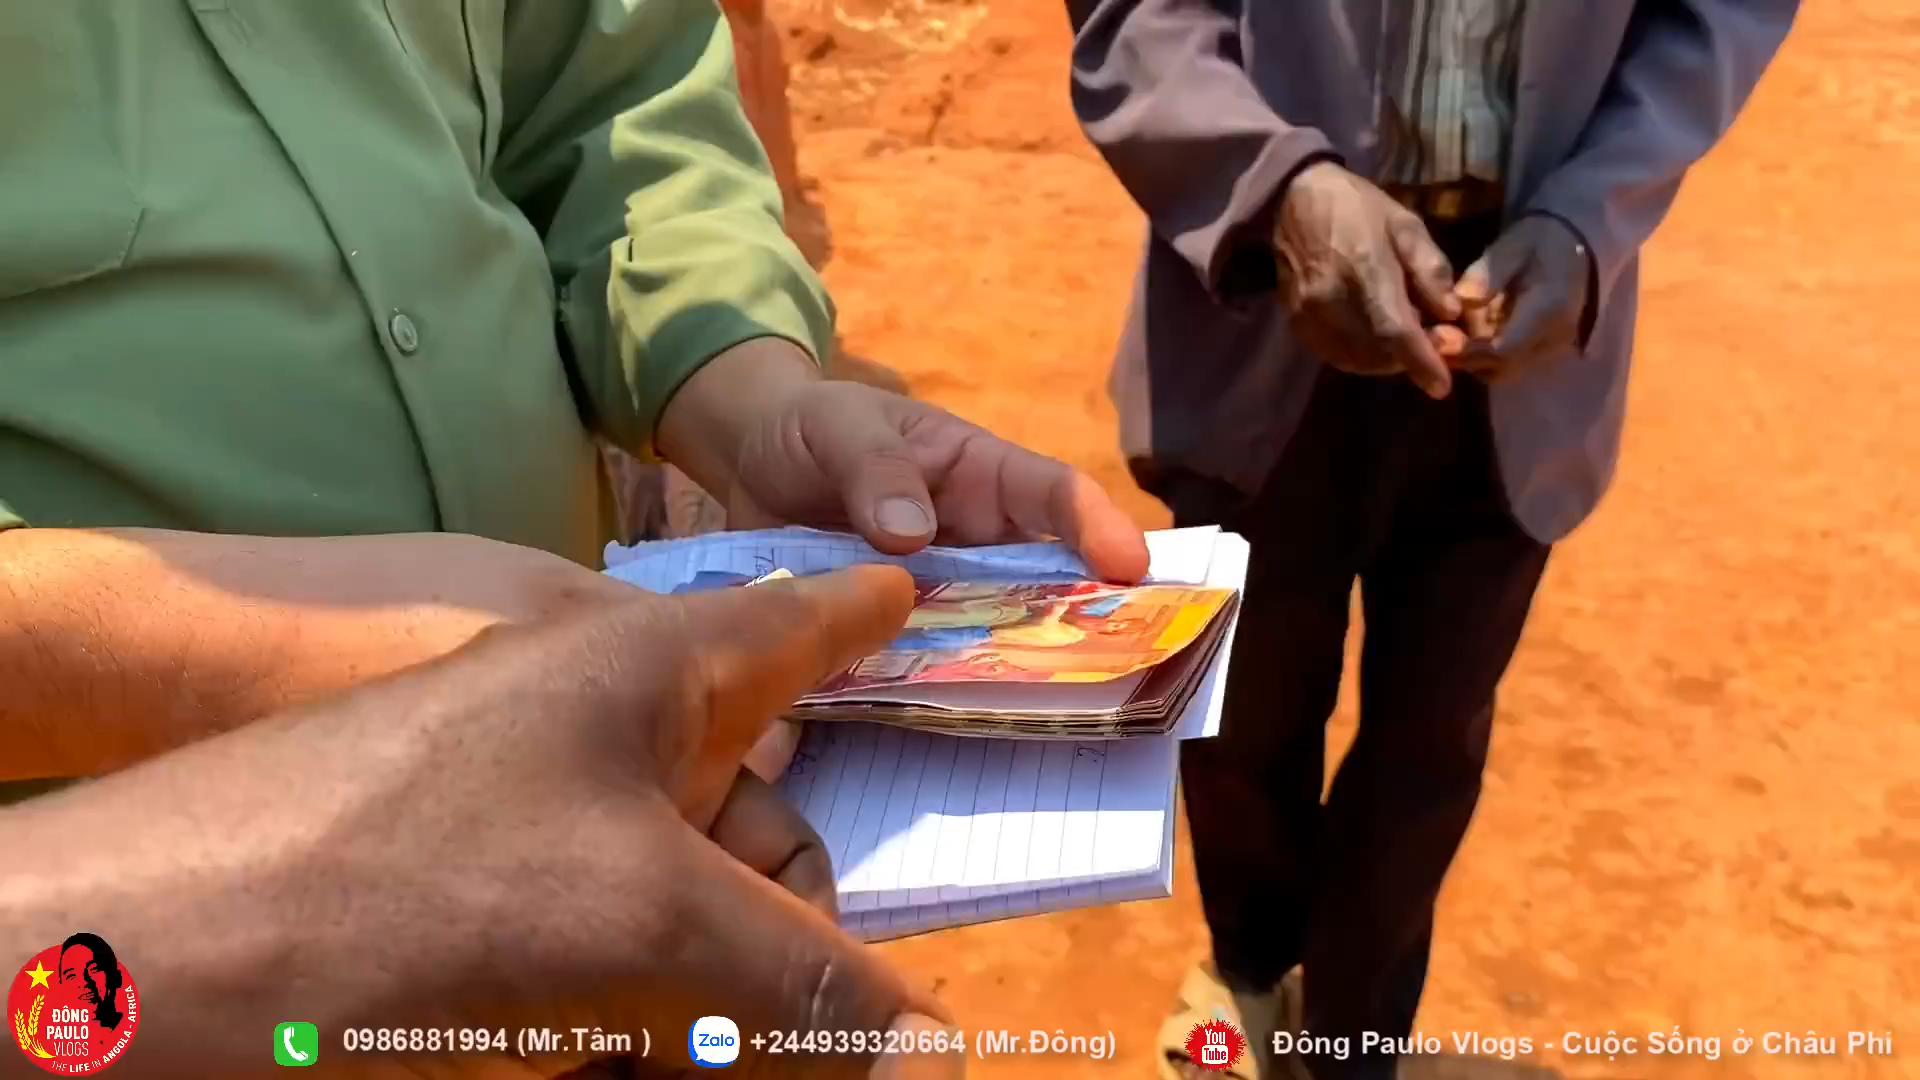 ĐÔNG
PAULO
VLOGS
THE LIFE IN ANGOLA - AFRICA
0986881994 (Mr.Tâm )
Zalo
+244939320664 (Mr.Đông)
You
Tube
Đông Paulo Vlogs - Cuộc Sống ở Châu Phi